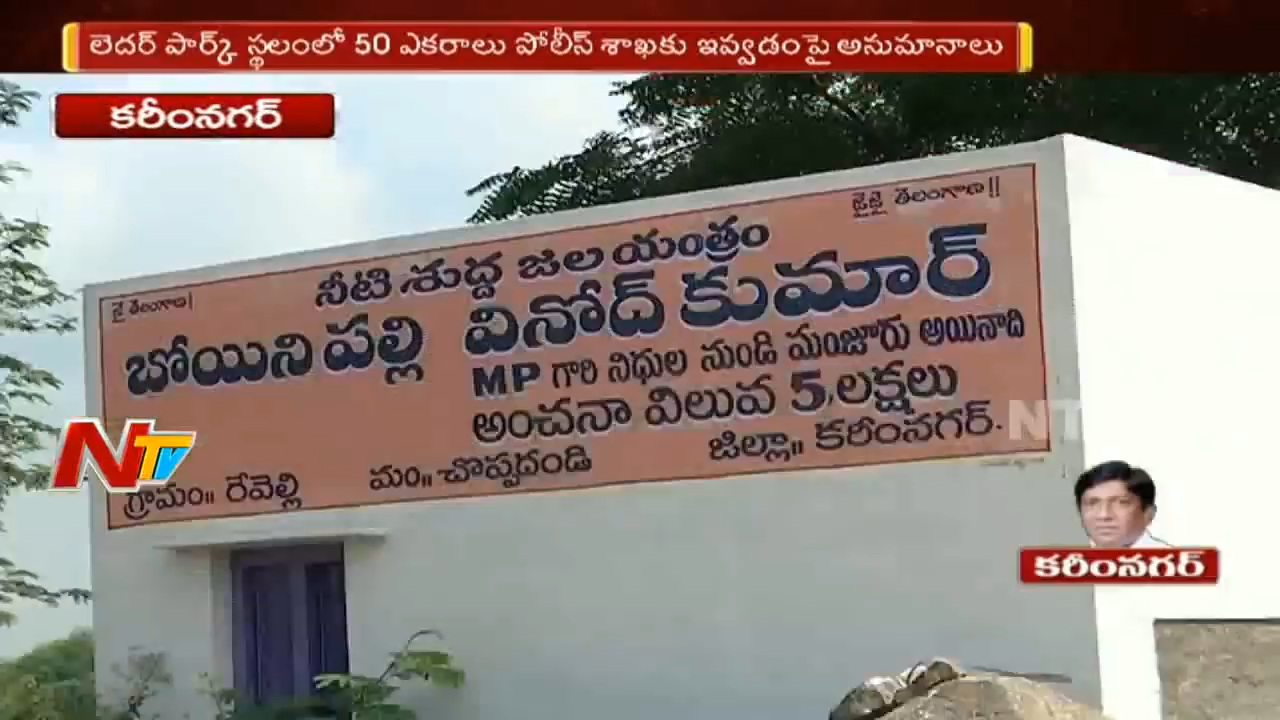 లెదర్ పార్క్ స్థలంలో 50 ఎకరాలు పోలీస్ శాఖకు ఇవ్వడంపై అనుమానాలు
కరీంనగర్
జై తెలంగాణ! జైజై తెలంగాణ!!
నీటి శుద్ద జల యంత్రం
బోయినిపల్లి వినోద్ కుమార్
MP గారి నిధుల నుండి మంజూరు అయినాది
అంచనా విలువ 5,లక్షలు
గ్రామం,, రేవెల్లి మం,, చొప్పదండి జిల్లా,, కరీంనగర్.
NTV
NT
కరీంనగర్